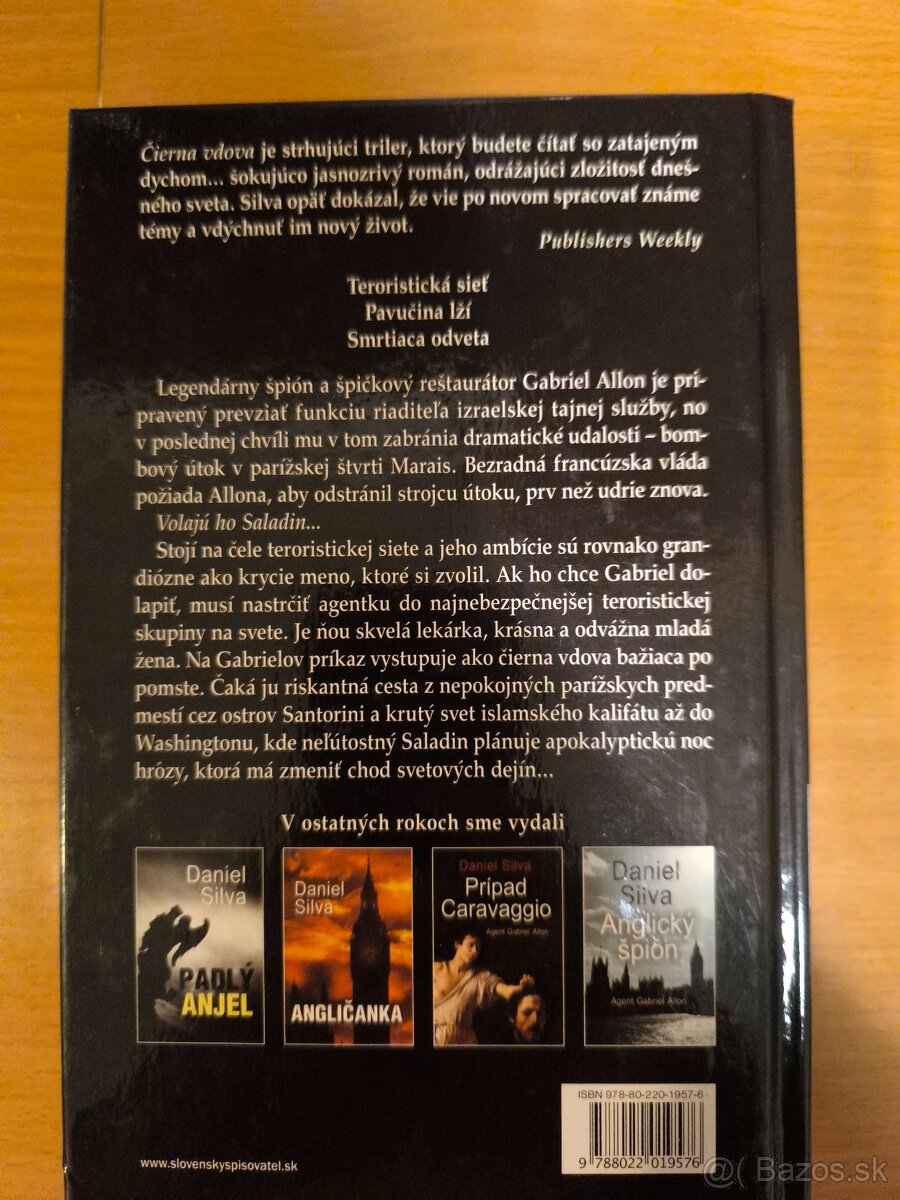 Čierna vdova je strhujúci triler, ktorý budete čítať so zatajeným
dychom... šokujúco jasnozrivý román, odrážajúci zložitosť dneš-
ného sveta. Silva opäť dokázal, že vie po novom spracovať známe
témy a vdýchnuť im nový život.
Publishers Weekly
Teroristická sieť
Pavučina lží
Smrtiaca odveta
Legendárny špión a špičkový reštaurátor Gabriel Allon je pri-
pravený prevziať funkciu riaditeľa izraelskej tajnej služby, no
v poslednej chvíli mu v tom zabránia dramatické udalosti – bom-
bový útok v parížskej štvrti Marais. Bezradná francúzska vláda
požiada Allona, aby odstránil strojcu útoku, prv než udrie znova.
Volajú ho Saladin...
Stojí na čele teroristickej siete a jeho ambície sú rovnako gran-
diózne ako krycie meno, ktoré si zvolil. Ak ho chce Gabriel do-
lapiť, musí nastrčiť agentku do najnebezpečnejšej teroristickej
skupiny na svete. Je ňou skvelá lekárka, krásna a odvážna mladá
žena. Na Gabrielov príkaz vystupuje ako čierna vdova bažiaca po
pomste. Čaká ju riskantná cesta z nepokojných parížskych pred-
mestí cez ostrov Santorini a krutý svet islamského kalifátu až do
Washingtonu, kde neľútostný Saladin plánuje apokalyptickú noc
hrôzy, ktorá má zmeniť chod svetových dejín...
V ostatných rokoch sme vydali
Daniel
Silva
PADLÝ
ANJEL
Daniel
Silva
ANGLIČANKA
Daniel Silva
Prípad
Caravaggio
Agent Gabriel Allon
Daniel
Silva
Anglický
špión
Agent Gabriel Allon
ISBN 978-80-220-1957-6
9 788022 019576
www.slovenskyspisovatel.sk
@( Bazos.sk